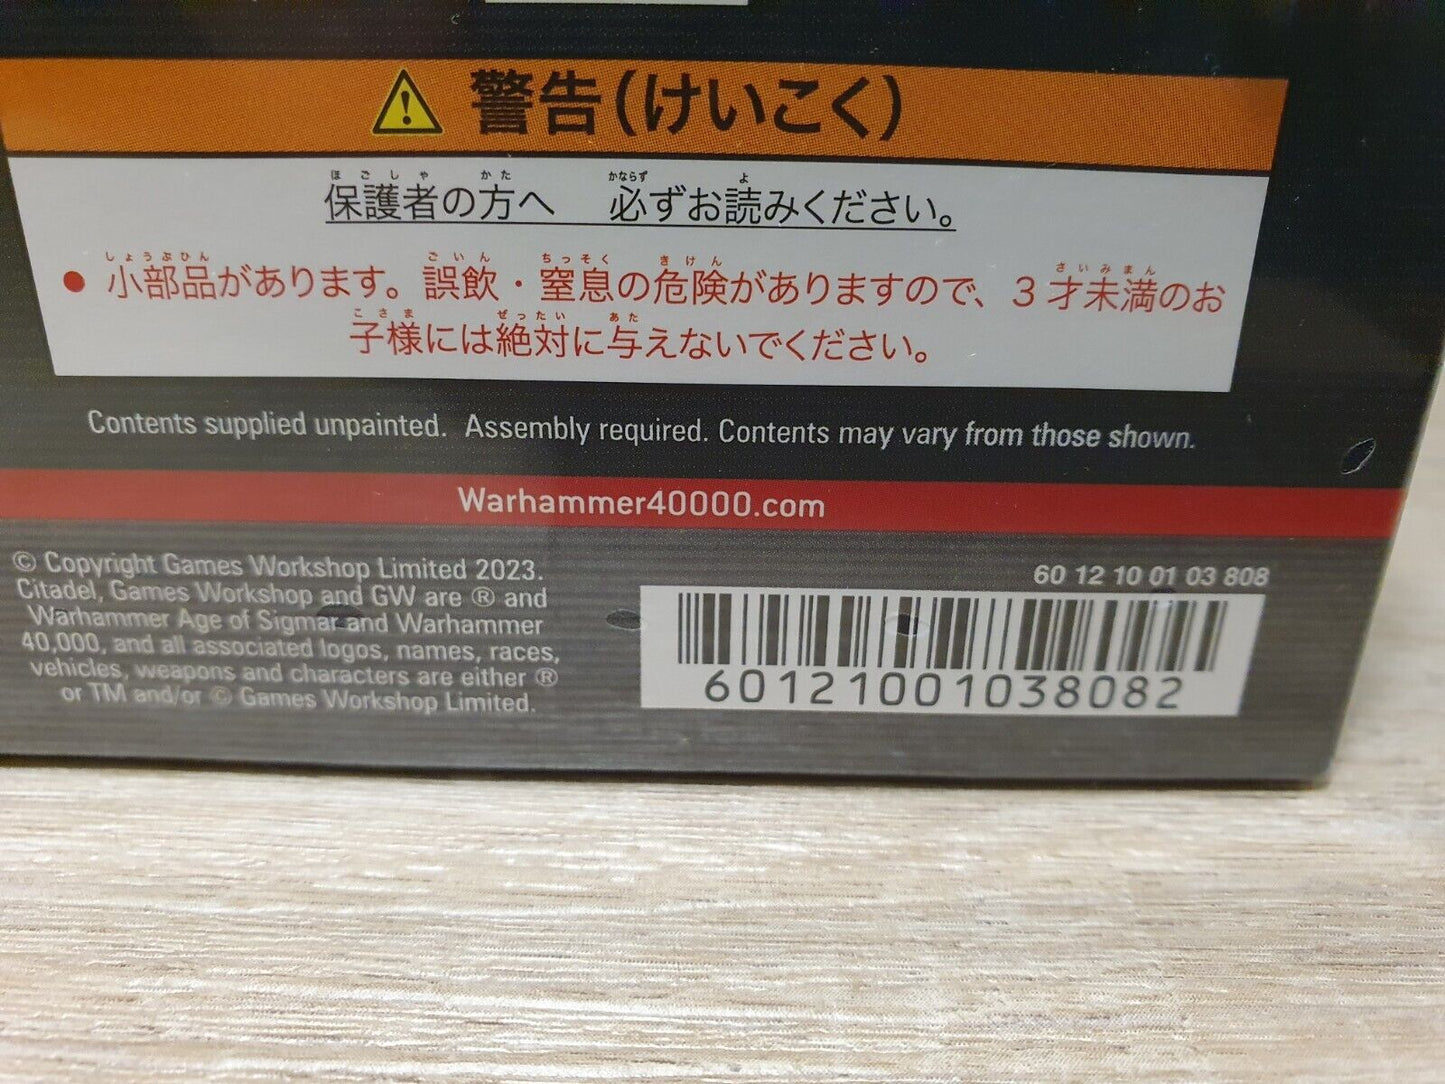 警告(けいこく)
ほごしゃ かた かならず よ
保護者の方へ 必ずお読みください。
しょうぶひん ごいん ちっそく きけん さいみまん
● 小部品があります。誤飲・窒息の危険がありますので、3才未満のお
こさま ぜったい あた
子様には絶対に与えないでください。
Contents supplied unpainted. Assembly required. Contents may vary from those shown.
Warhammer40000.com
© Copyright Games Workshop Limited 2023.
Citadel, Games Workshop and GW are ® and
Warhammer Age of Sigmar and Warhammer
40,000, and all associated logos, names, races,
vehicles, weapons and characters are either ®
or TM and/or © Games Workshop Limited.
60 12 10 01 03 808
60121001038082